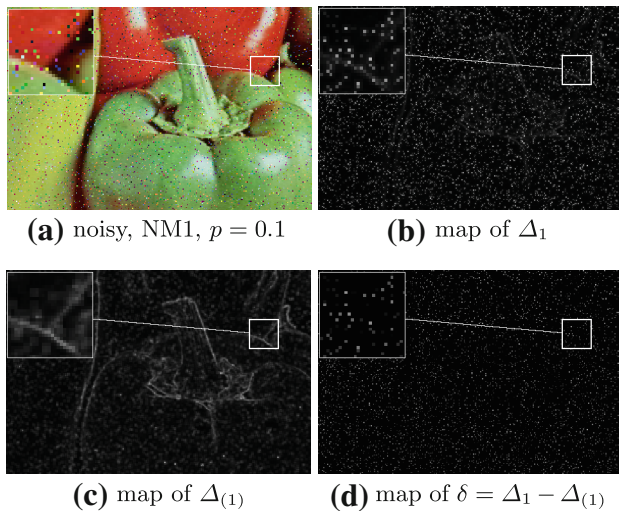 (a) noisy, NM1, p = 0.1
(b) map of Δ₁
(c) map of Δ₍₁₎
(d) map of δ = Δ₁ − Δ₍₁₎